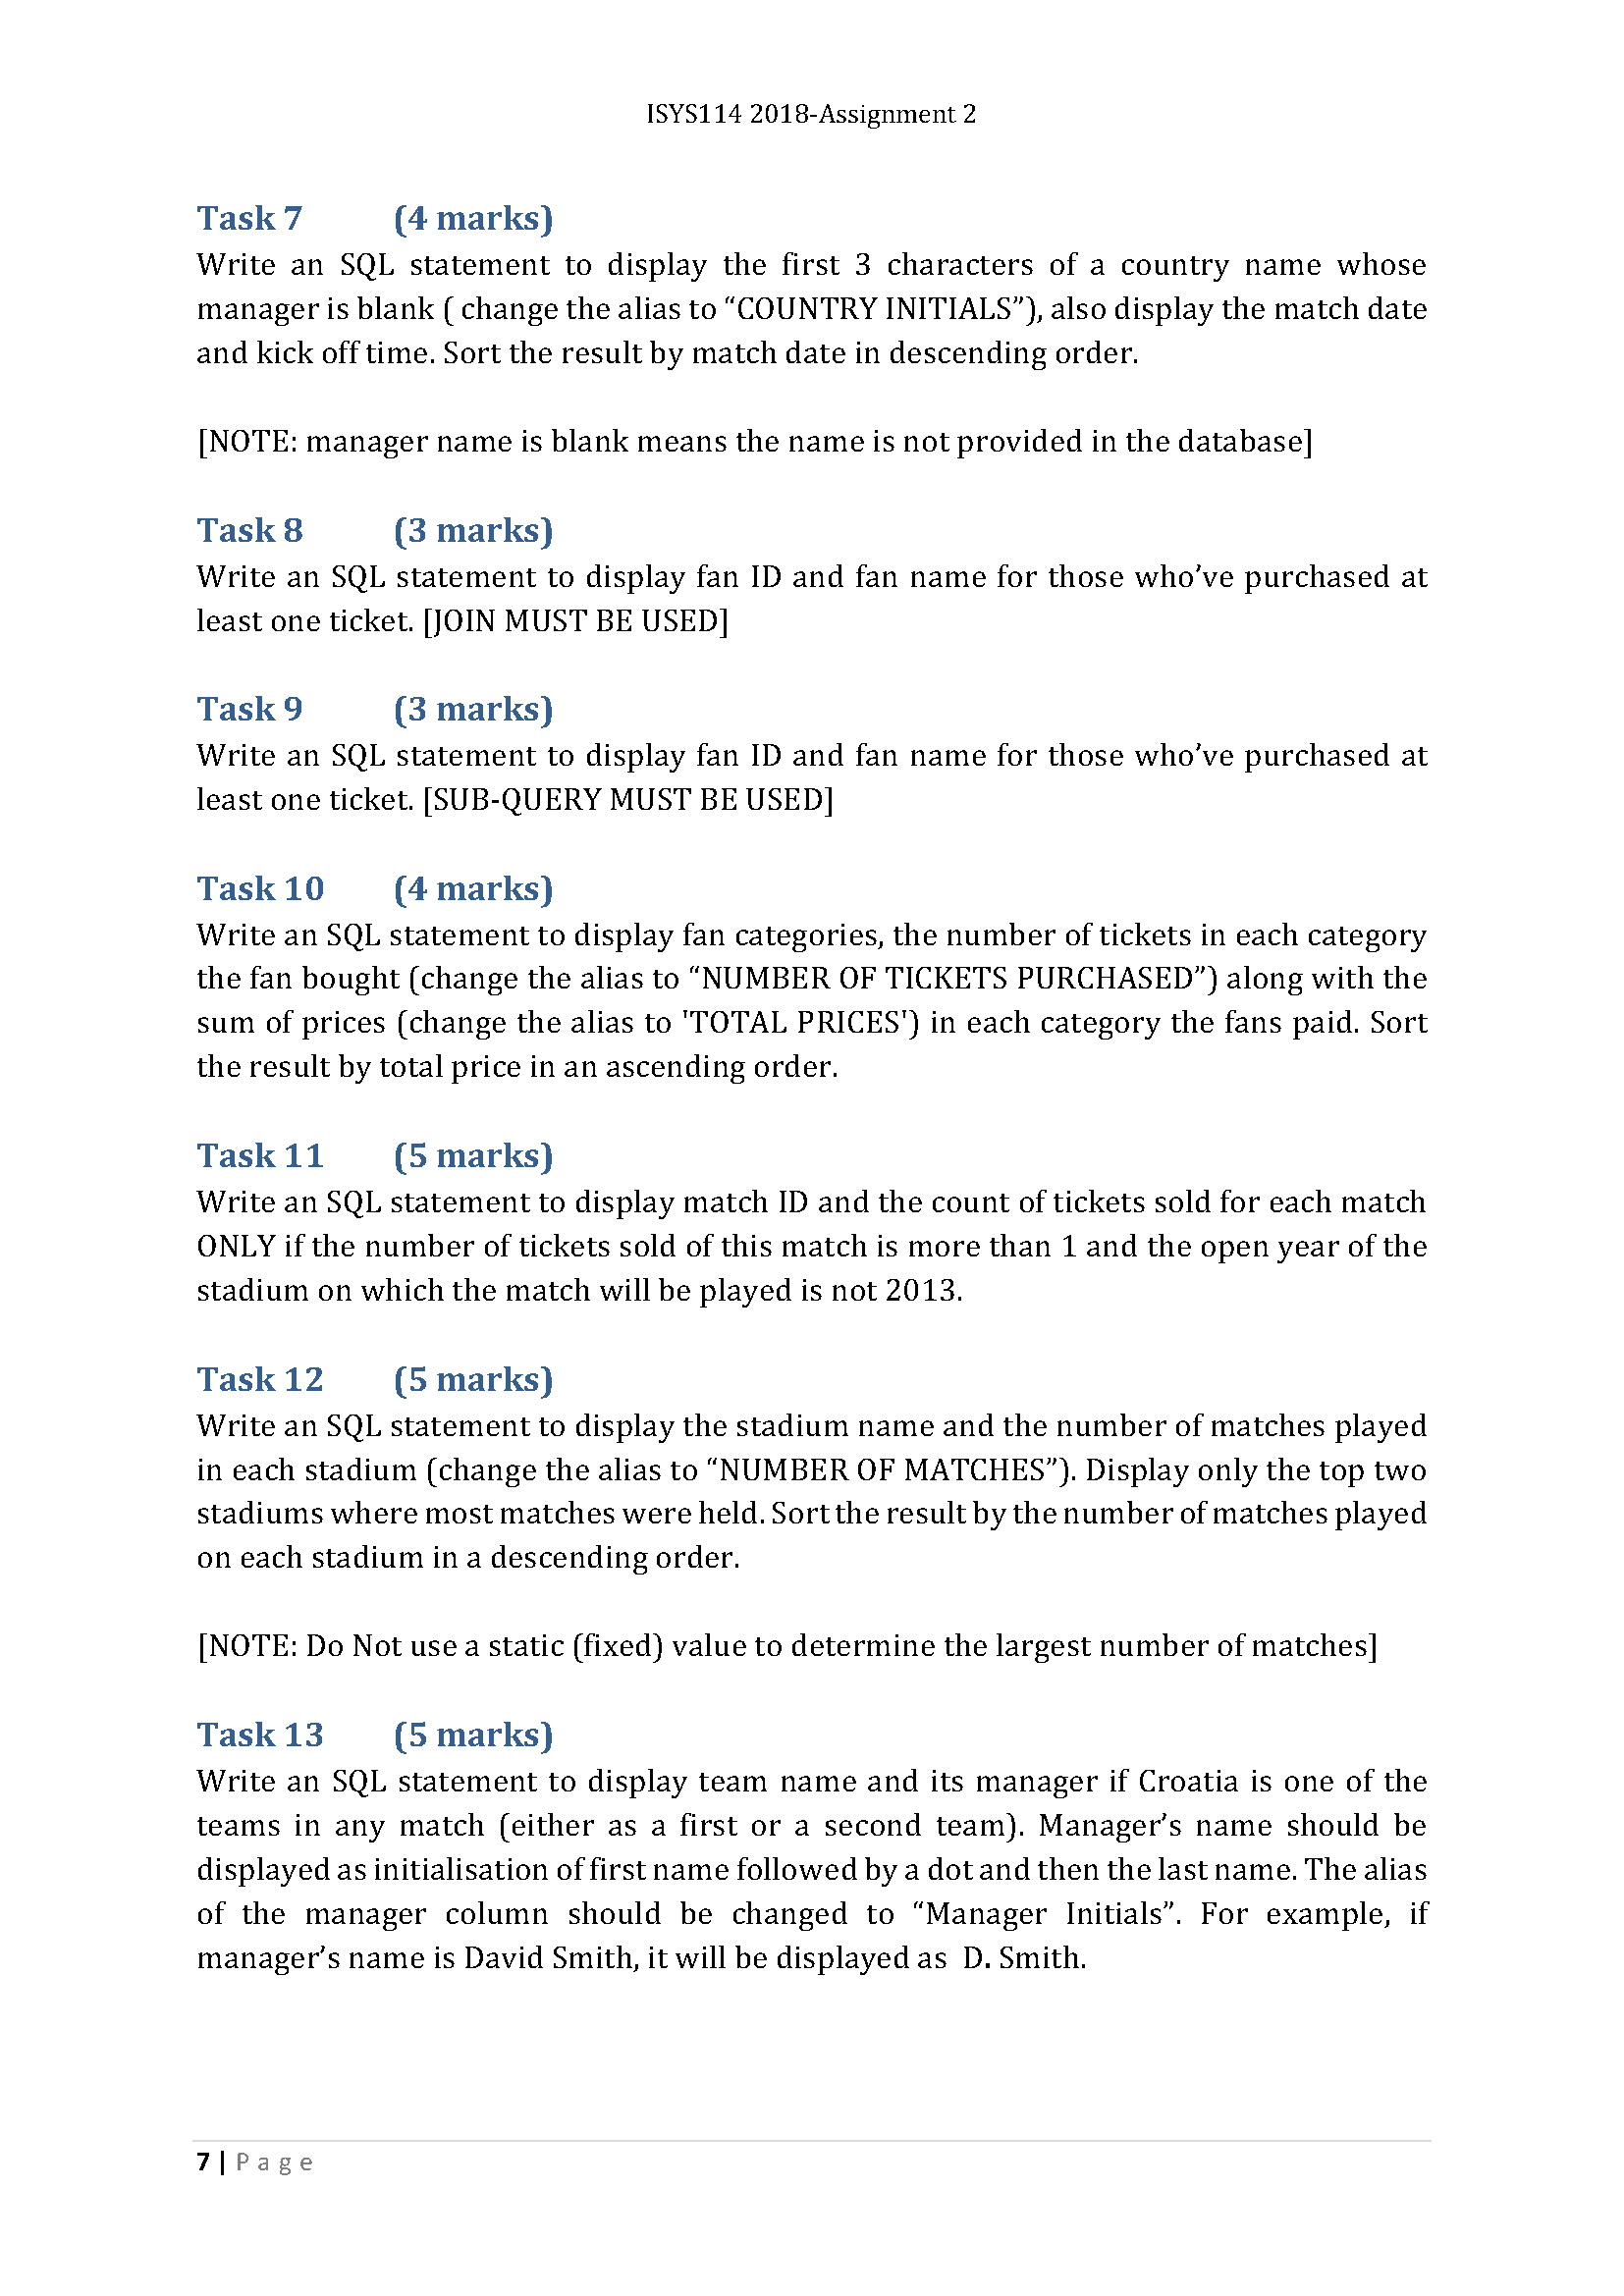 ISYS114 2018-Assignment 2
Task 7 (4 marks)
Write an SQL statement to display the first 3 characters of a country name whose
manager is blank ( change the alias to “COUNTRY INITIALS”), also display the match date
and kick off time. Sort the result by match date in descending order.
[NOTE: manager name is blank means the name is not provided in the database]
Task 8 (3 marks)
Write an SQL statement to display fan ID and fan name for those who’ve purchased at
least one ticket. [JOIN MUST BE USED]
Task 9 (3 marks)
Write an SQL statement to display fan ID and fan name for those who’ve purchased at
least one ticket. [SUB-QUERY MUST BE USED]
Task 10 (4 marks)
Write an SQL statement to display fan categories, the number of tickets in each category
the fan bought (change the alias to “NUMBER OF TICKETS PURCHASED”) along with the
sum of prices (change the alias to 'TOTAL PRICES') in each category the fans paid. Sort
the result by total price in an ascending order.
Task 11 (5 marks)
Write an SQL statement to display match ID and the count of tickets sold for each match
ONLY if the number of tickets sold of this match is more than 1 and the open year of the
stadium on which the match will be played is not 2013.
Task 12 (5 marks)
Write an SQL statement to display the stadium name and the number of matches played
in each stadium (change the alias to “NUMBER OF MATCHES”). Display only the top two
stadiums where most matches were held. Sort the result by the number of matches played
on each stadium in a descending order.
[NOTE: Do Not use a static (fixed) value to determine the largest number of matches]
Task 13 (5 marks)
Write an SQL statement to display team name and its manager if Croatia is one of the
teams in any match (either as a first or a second team). Manager’s name should be
displayed as initialisation of first name followed by a dot and then the last name. The alias
of the manager column should be changed to “Manager Initials”. For example, if
manager’s name is David Smith, it will be displayed as D. Smith.
7 | Page